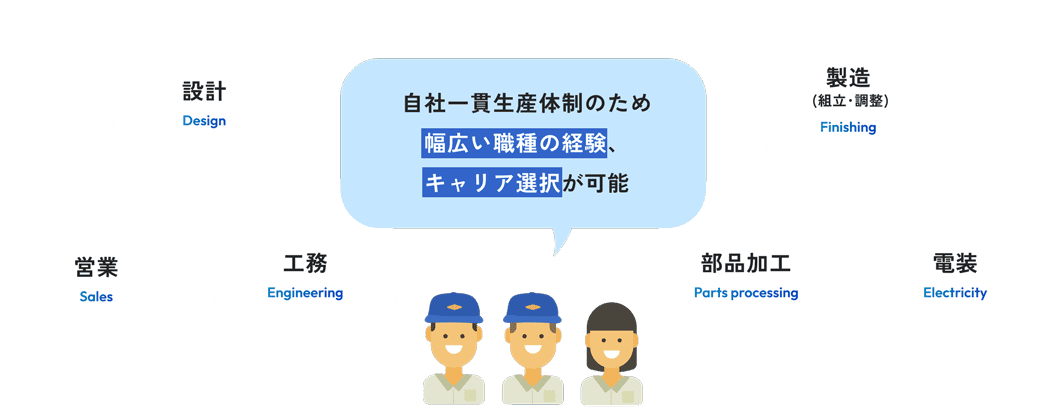 設計
Design
自社一貫生産体制のため
幅広い職種の経験、
キャリア選択が可能
製造
(組立・調整)
Finishing
営業
Sales
工務
Engineering
部品加工
Parts processing
電装
Electricity